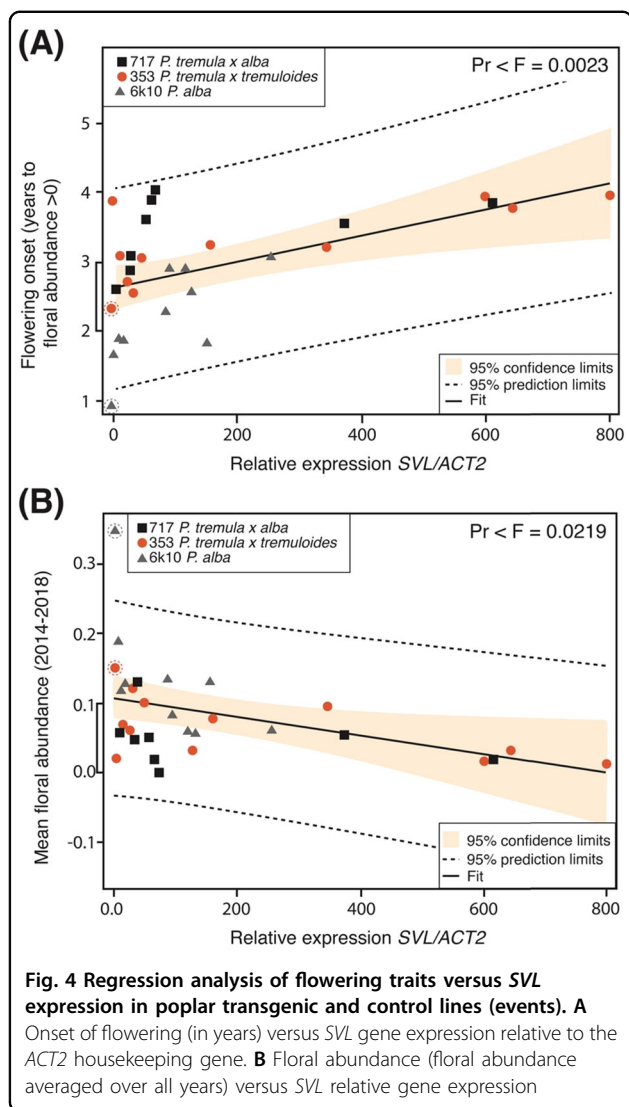 (A)
717 P. tremula x alba
353 P. tremula x tremuloides
6k10 P. alba
Pr < F = 0.0023
Flowering onset (years to
floral abundance >0)
5
4
3
2
1
95% confidence limits
95% prediction limits
Fit
0
200
400
600
800
Relative expression SVL/ACT2
(B)
717 P. tremula x alba
353 P. tremula x tremuloides
6k10 P. alba
Pr < F = 0.0219
Mean floral abundance (2014-2018)
0.3
0.2
0.1
0.0
-0.1
95% confidence limits
95% prediction limits
Fit
0.0
200
400
600
800
Relative expression SVL/ACT2
Fig. 4 Regression analysis of flowering traits versus SVL
expression in poplar transgenic and control lines (events). A
Onset of flowering (in years) versus SVL gene expression relative to the
ACT2 housekeeping gene. B Floral abundance (floral abundance
averaged over all years) versus SVL relative gene expression